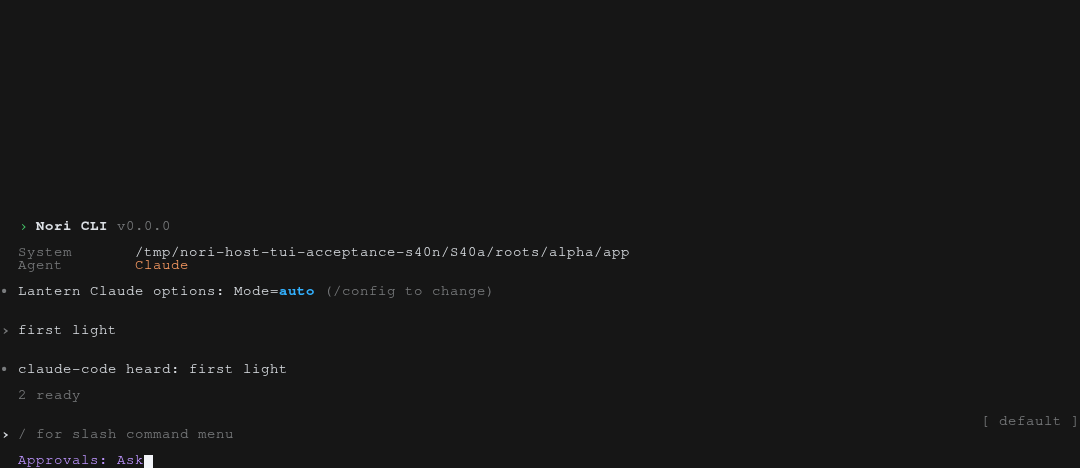 › Nori CLI v0.0.0
System /tmp/nori-host-tui-acceptance-s40n/S40a/roots/alpha/app
Agent Claude
• Lantern Claude options: Mode=auto (/config to change)
› first light
• claude-code heard: first light
2 ready
[ default ]
› / for slash command menu
Approvals: Ask